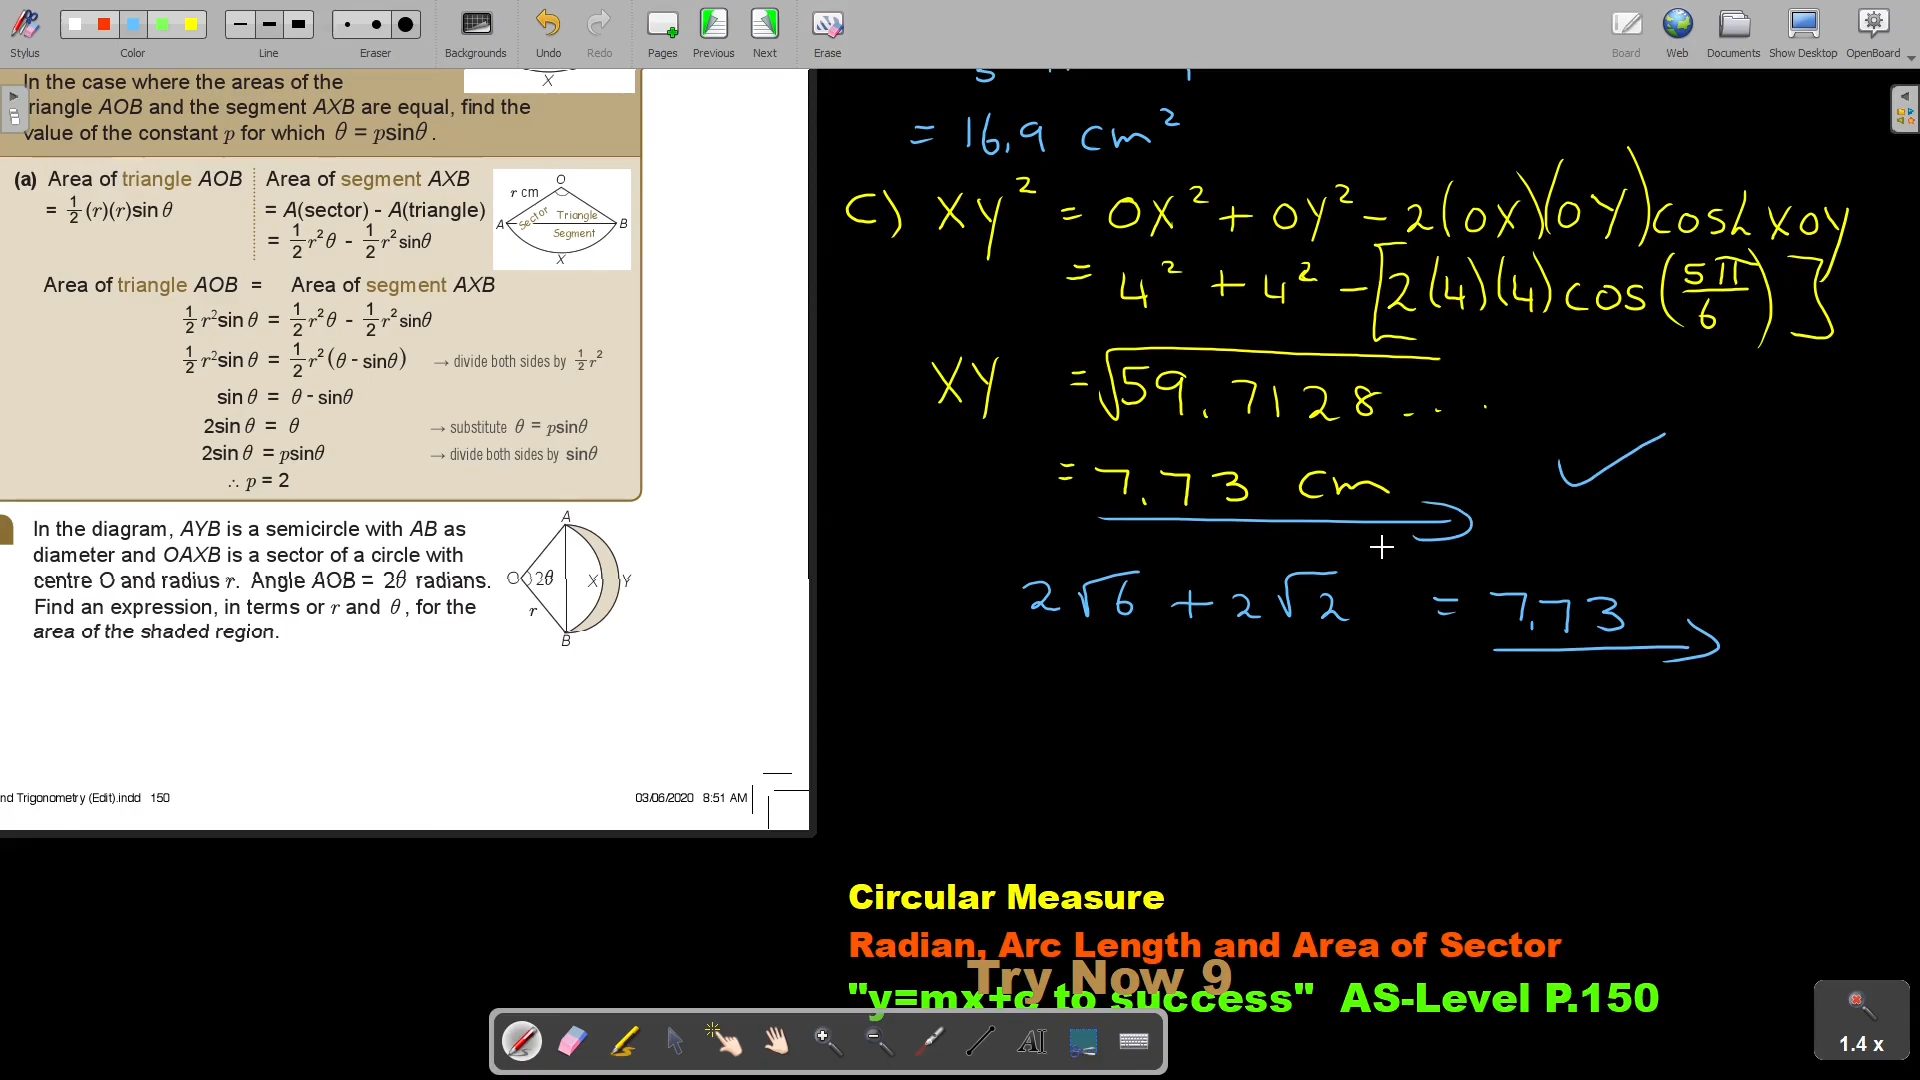 Stylus Color Line Eraser Backgrounds Undo Redo Pages Previous Next Erase Board Web Documents Show Desktop OpenBoard
In the case where the areas of the
triangle AOB and the segment AXB are equal, find the
value of the constant p for which θ = psinθ.
X
(a) Area of triangle AOB
= 1/2 (r)(r)sin θ
Area of segment AXB
= A(sector) - A(triangle)
= 1/2 r²θ - 1/2 r²sinθ
O
r cm
Sector
Triangle
A
B
Segment
X
Area of triangle AOB = Area of segment AXB
1/2 r²sin θ = 1/2 r²θ - 1/2 r²sinθ
1/2 r²sin θ = 1/2 r²(θ - sinθ) → divide both sides by 1/2 r²
sin θ = θ - sinθ
2sin θ = θ → substitute θ = psinθ
2sin θ = psinθ → divide both sides by sinθ
∴ p = 2
In the diagram, AYB is a semicircle with AB as
diameter and OAXB is a sector of a circle with
centre O and radius r. Angle AOB = 2θ radians.
Find an expression, in terms or r and θ, for the
area of the shaded region.
A
O 2θ X Y
r
B
nd Trigonometry (Edit).indd 150
03/06/2020 8:51 AM
= 16.9 cm²
c) XY² = OX² + OY² - 2(OX)(OY)cos∠XOY
= 4² + 4² - [2(4)(4)cos(5π/6)]
XY = √59.7128...
= 7.73 cm
2√6 + 2√2 = 7.73
Circular Measure
Radian, Arc Length and Area of Sector
Try Now 9
"y=mx+c to success" AS-Level P.150
1.4 x